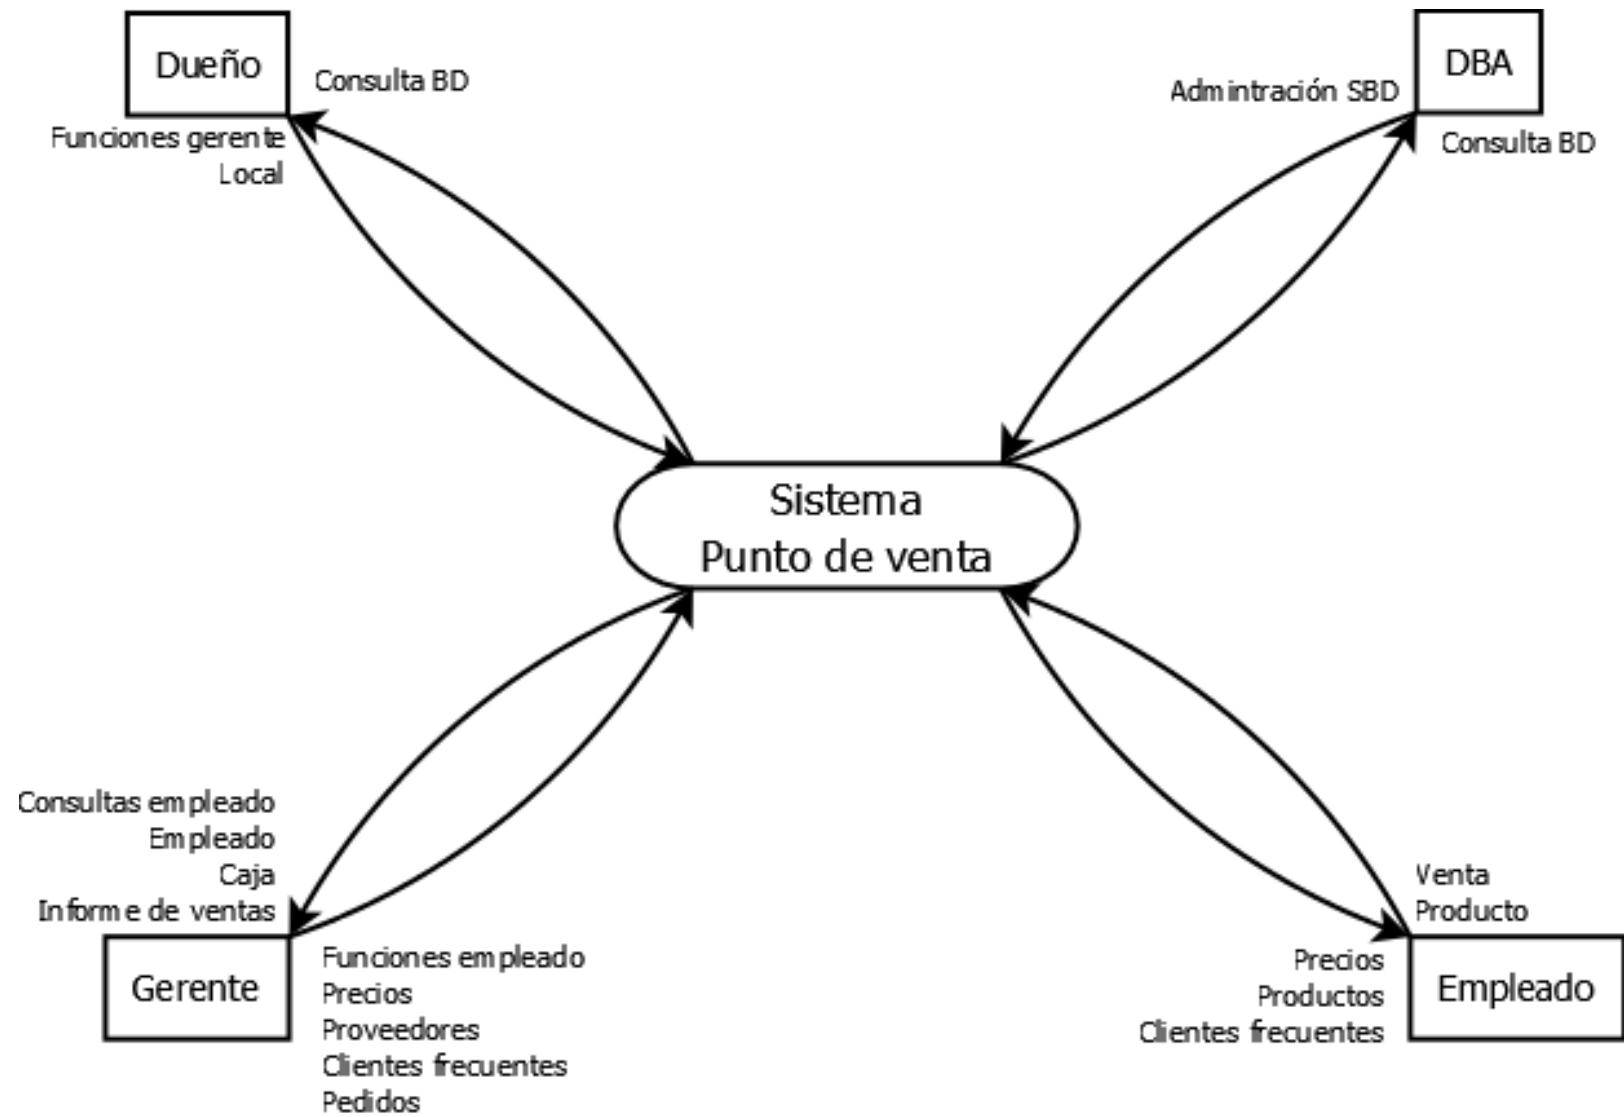 Dueño
Consulta BD
Funciones gerente
Local
DBA
Admintración SBD
Consulta BD
Sistema
Punto de venta
Consultas empleado
Empleado
Caja
Informe de ventas
Gerente
Funciones empleado
Precios
Proveedores
Clientes frecuentes
Pedidos
Venta
Producto
Precios
Productos
Clientes frecuentes
Empleado